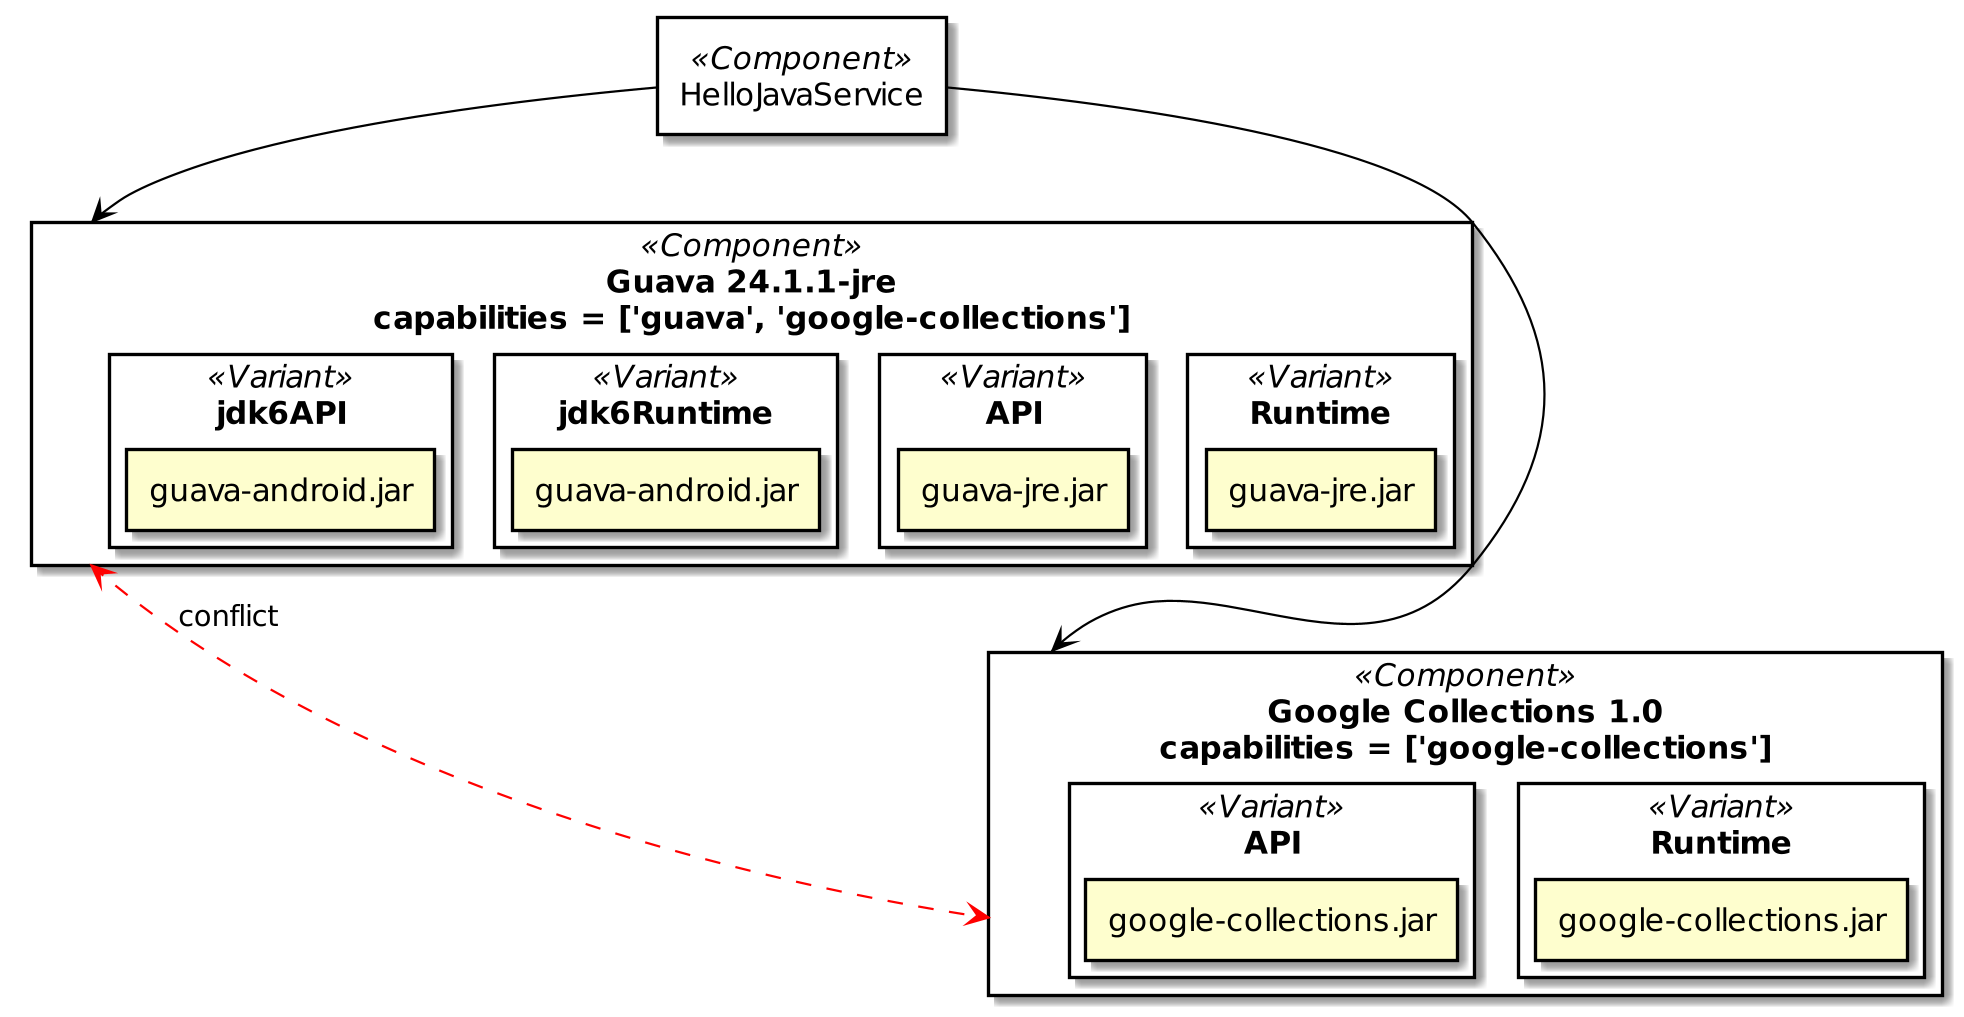 «Component»
HelloJavaService
«Component»
Guava 24.1.1-jre
capabilities = ['guava', 'google-collections']
«Variant»
jdk6API
guava-android.jar
«Variant»
jdk6Runtime
guava-android.jar
«Variant»
API
guava-jre.jar
«Variant»
Runtime
guava-jre.jar
conflict
«Component»
Google Collections 1.0
capabilities = ['google-collections']
«Variant»
API
google-collections.jar
«Variant»
Runtime
google-collections.jar